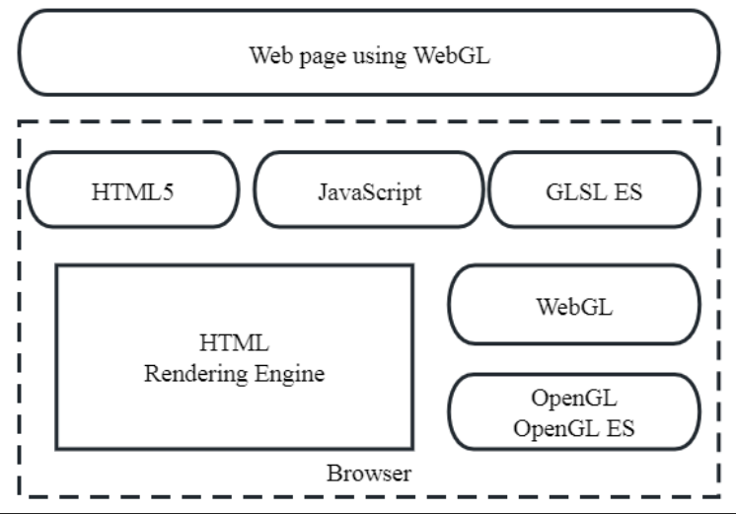 Web page using WebGL
HTML5
JavaScript
GLSL ES
HTML
Rendering Engine
WebGL
OpenGL
OpenGL ES
Browser